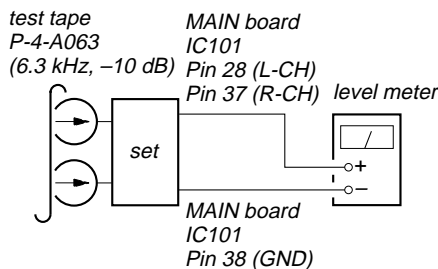 test tape
P-4-A063
(6.3 kHz, –10 dB)
MAIN board
IC101
Pin 28 (L-CH)
Pin 37 (R-CH)
level meter
set
+
–
MAIN board
IC101
Pin 38 (GND)